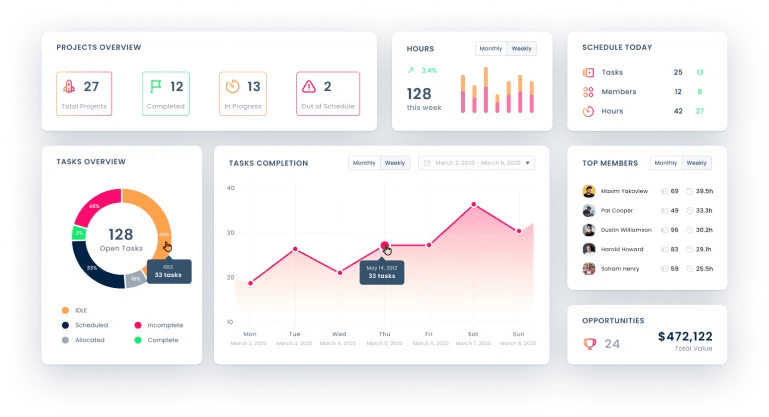 PROJECTS OVERVIEW
27
Total Projects
12
Completed
13
In Progress
2
Out of Schedule
HOURS
Monthly
Weekly
3.4%
128
this week
SCHEDULE TODAY
Tasks 25 13
Members 12 8
Hours 42 27
TASKS OVERVIEW
48%
11%
33%
128
Open Tasks
IDLE
33 tasks
IDLE
Scheduled
Incomplete
Allocated
Complete
TASKS COMPLETION
Monthly
Weekly
March 2, 2020 - March 8, 2020
40
30
20
10
May 14, 2012
33 tasks
Mon Tue Wed Thu Fri Sat Sun
March 2, 2020 March 3, 2020 March 4, 2020 March 5, 2020 March 6, 2020 March 7, 2020 March 8, 2020
TOP MEMBERS
Monthly
Weekly
Maxim Yakoviev 69 39.5h
Pat Cooper 49 33.3h
Dustin Williamson 96 30.2h
Harold Howard 83 29.1h
Soham Henry 59 25.5h
OPPORTUNITIES
24
$472,122
Total Value